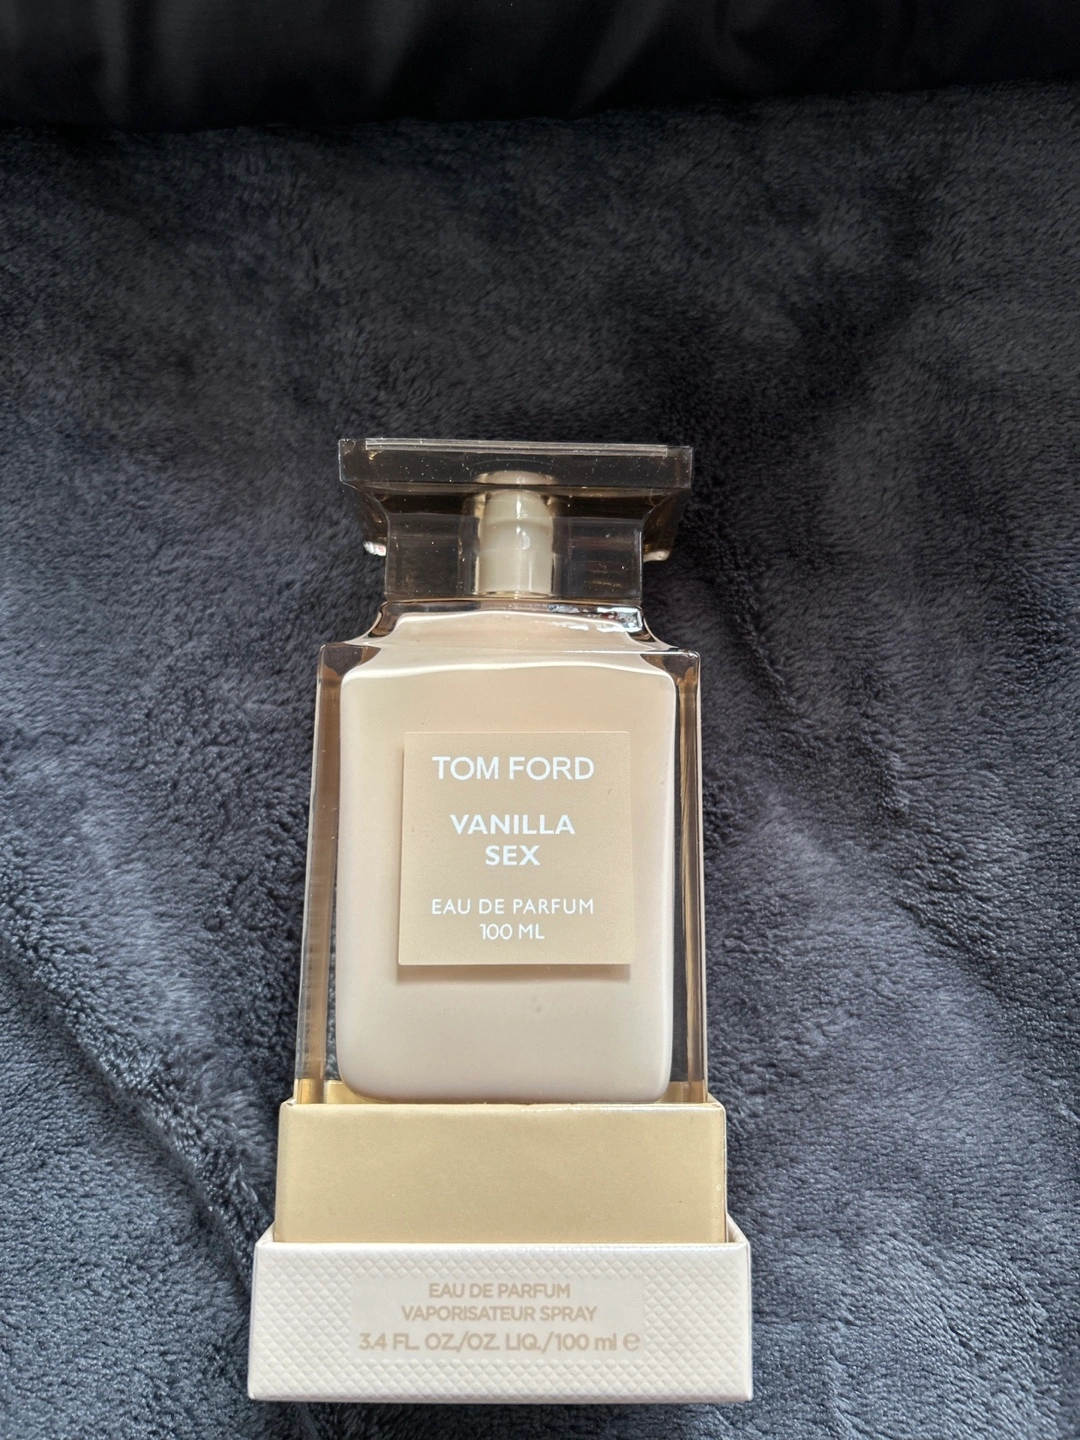 TOM FORD
VANILLA
SEX
EAU DE PARFUM
100 ML
EAU DE PARFUM
VAPORISATEUR SPRAY
3.4 FL. OZ./OZ. LIQ./100 ml ℮